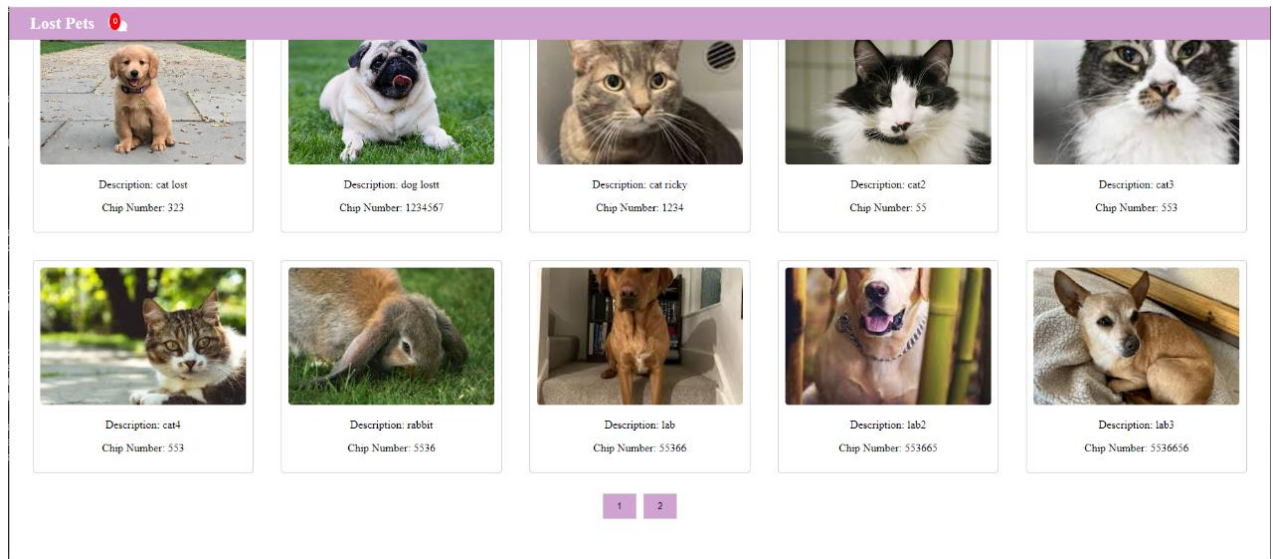 Lost Pets 0
Description: cat lost
Chip Number: 323
Description: dog lostt
Chip Number: 1234567
Description: cat ricky
Chip Number: 1234
Description: cat2
Chip Number: 55
Description: cat3
Chip Number: 553
Description: cat4
Chip Number: 553
Description: rabbit
Chip Number: 5536
Description: lab
Chip Number: 55366
Description: lab2
Chip Number: 553665
Description: lab3
Chip Number: 5536656
1 2